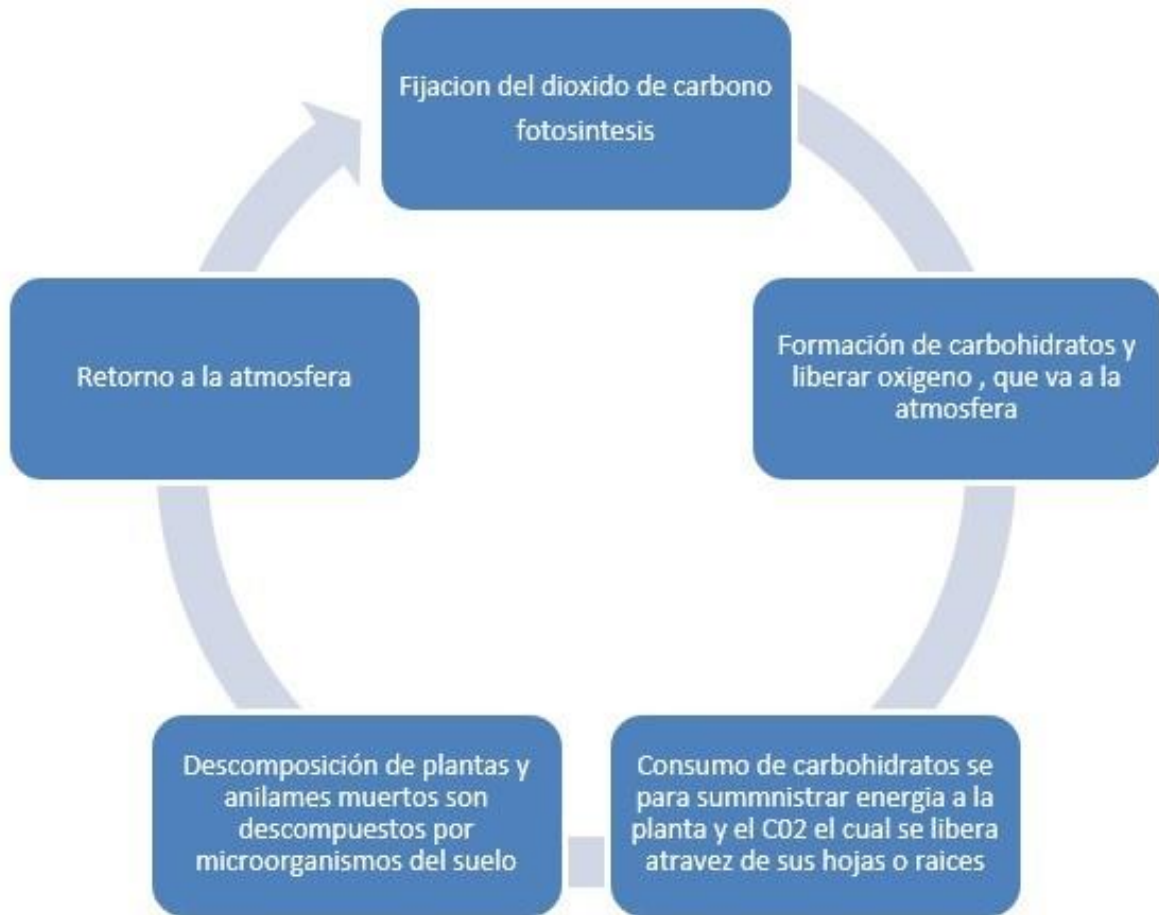 Fijacion del dioxido de carbono
fotosintesis
Formación de carbohidratos y
liberar oxigeno , que va a la
atmosfera
Consumo de carbohidratos se
para summnistrar energia a la
planta y el C02 el cual se libera
atravez de sus hojas o raices
Descomposición de plantas y
anilames muertos son
descompuestos por
microorganismos del suelo
Retorno a la atmosfera